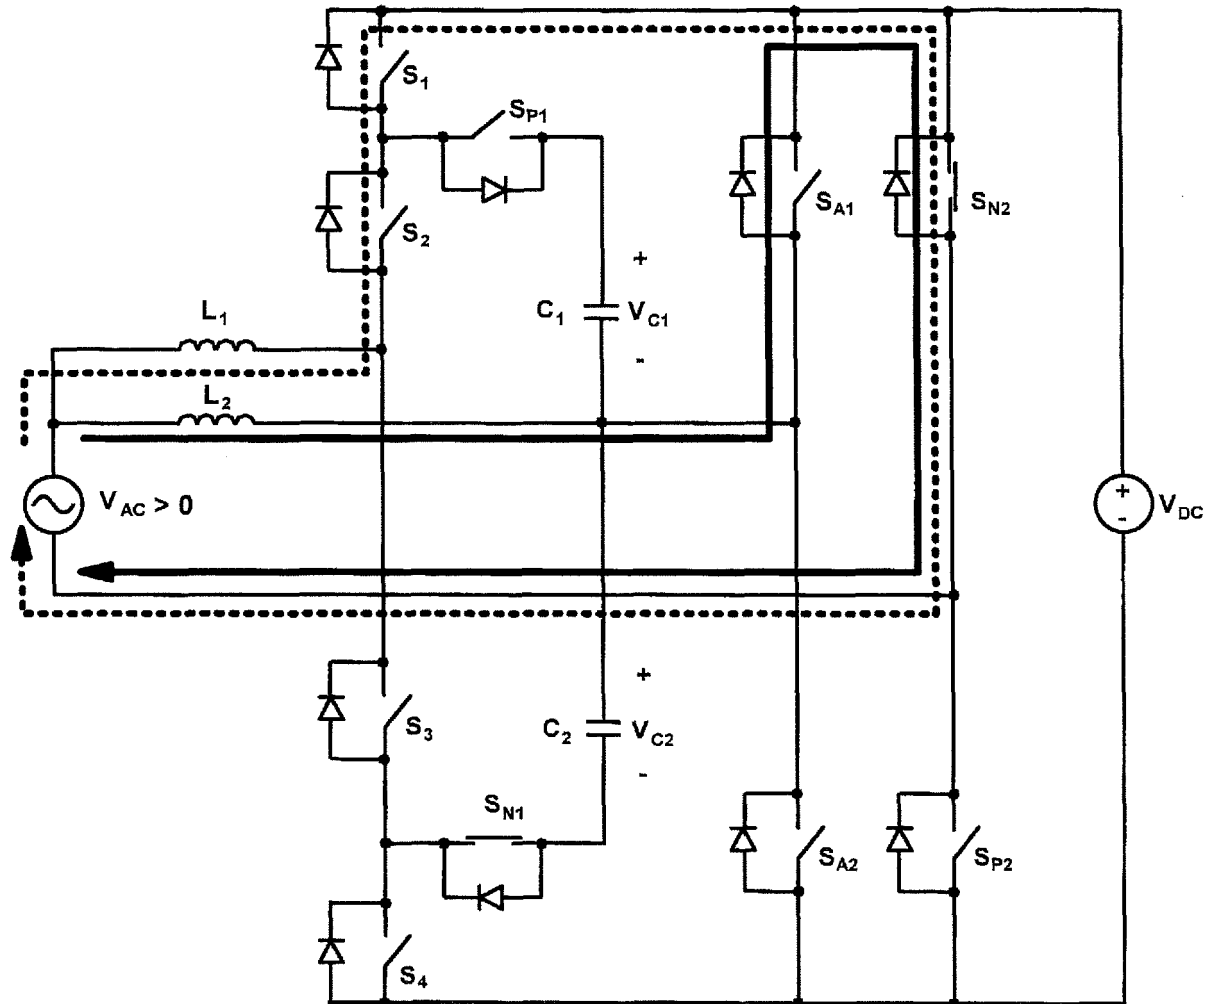 S1
SP1
S2
SA1
SN2
+
C1 VC1
-
L1
L2
VAC > 0
+
-
VDC
+
S3
C2 VC2
-
SN1
SA2
SP2
S4